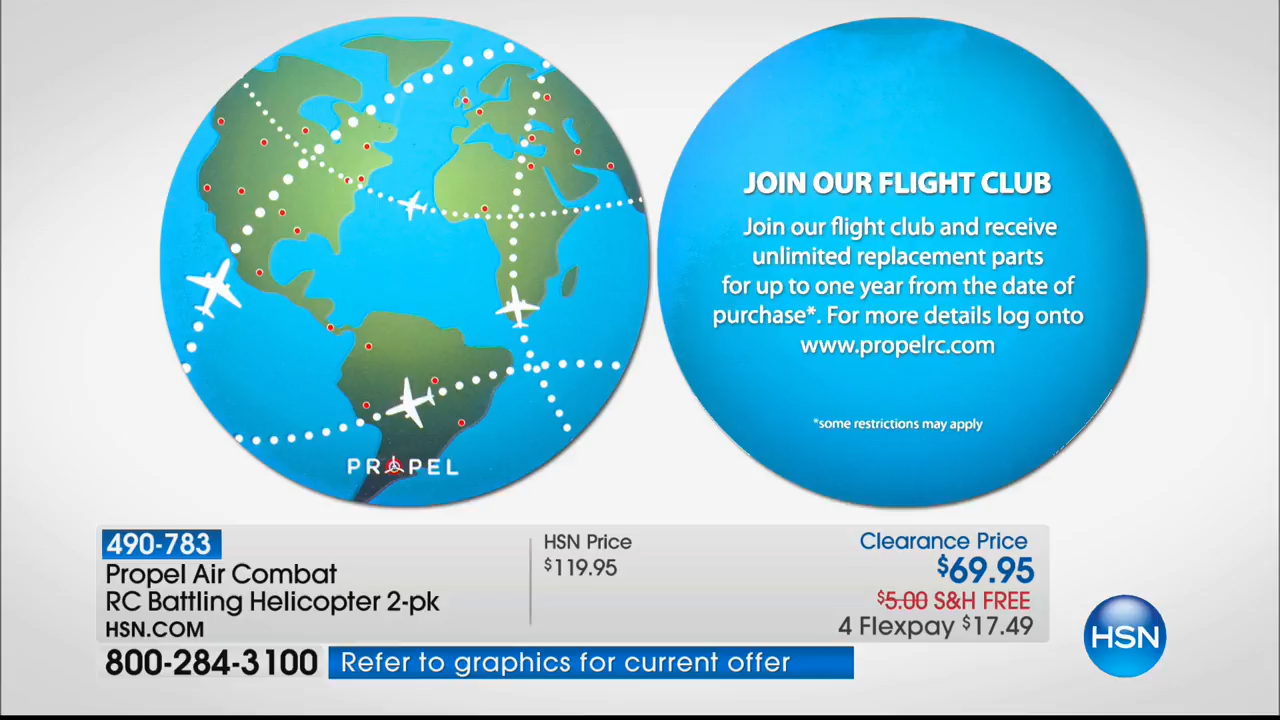 PROPEL
JOIN OUR FLIGHT CLUB
Join our flight club and receive
unlimited replacement parts
for up to one year from the date of
purchase*. For more details log onto
www.propelrc.com
*some restrictions may apply
490-783
Propel Air Combat
RC Battling Helicopter 2-pk
HSN.COM
HSN Price
$119.95
Clearance Price
$69.95
$5.00 S&H FREE
4 Flexpay $17.49
800-284-3100
Refer to graphics for current offer
HSN